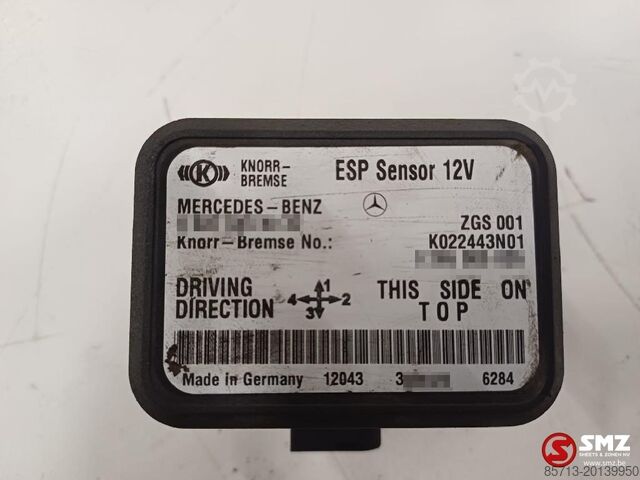 KNORR-BREMSE
ESP Sensor 12V
MERCEDES-BENZ
ZGS 001
Knorr-Bremse No.: K022443N01
DRIVING DIRECTION
1
4 2
3
THIS SIDE ON TOP
Made in Germany 12043 3 6284
SMZ
SHEETS & ZONEN NV
85713-20139950